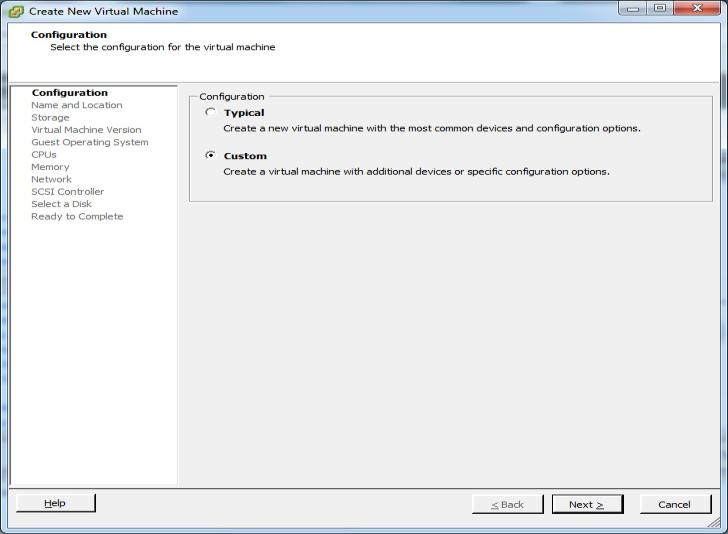 Create New Virtual Machine
Configuration
Select the configuration for the virtual machine
Configuration
Name and Location
Storage
Virtual Machine Version
Guest Operating System
CPUs
Memory
Network
SCSI Controller
Select a Disk
Ready to Complete
Configuration
Typical
Create a new virtual machine with the most common devices and configuration options.
Custom
Create a virtual machine with additional devices or specific configuration options.
Help
< Back
Next >
Cancel